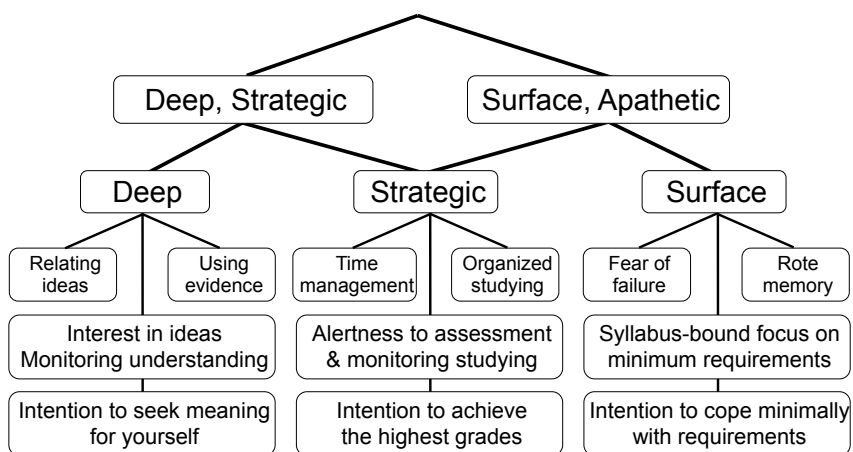 Deep, Strategic
Surface, Apathetic
Deep
Strategic
Surface
Relating
ideas
Using
evidence
Time
management
Organized
studying
Fear of
failure
Rote
memory
Interest in ideas
Monitoring understanding
Alertness to assessment
& monitoring studying
Syllabus-bound focus on
minimum requirements
Intention to seek meaning
for yourself
Intention to achieve
the highest grades
Intention to cope minimally
with requirements